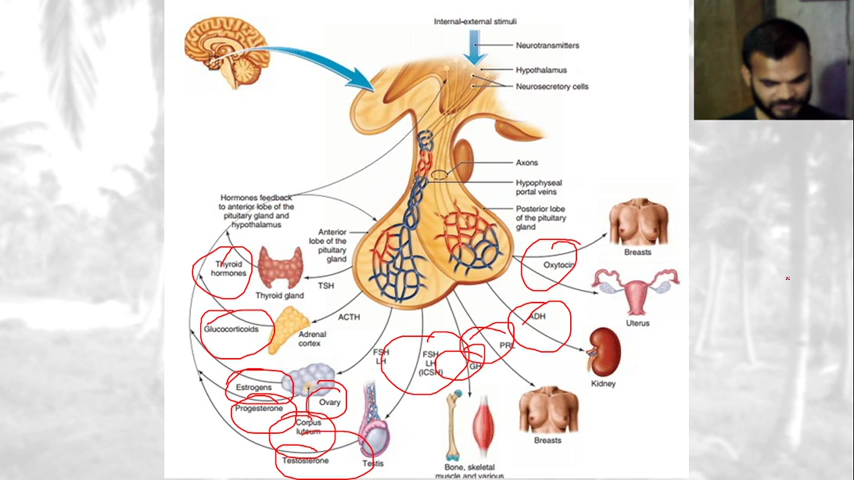 Internal-external stimuli
Neurotransmitters
Hypothalamus
Neurosecretory cells
Axons
Hypophyseal
portal veins
Posterior lobe
of the pituitary
gland
Hormones feedback
to anterior lobe of the
pituitary gland and
hypothalamus
Anterior
lobe of the
pituitary
gland
Thyroid
hormones
Thyroid gland
TSH
Oxytocin
Breasts
Uterus
Glucocorticoids
Adrenal
cortex
ACTH
ADH
Kidney
FSH
LH
FSH
LH
(ICSH)
GH
PRL
Estrogens
Progesterone
Ovary
Corpus
luteum
Testosterone
Testis
Breasts
Bone, skeletal
muscle and various